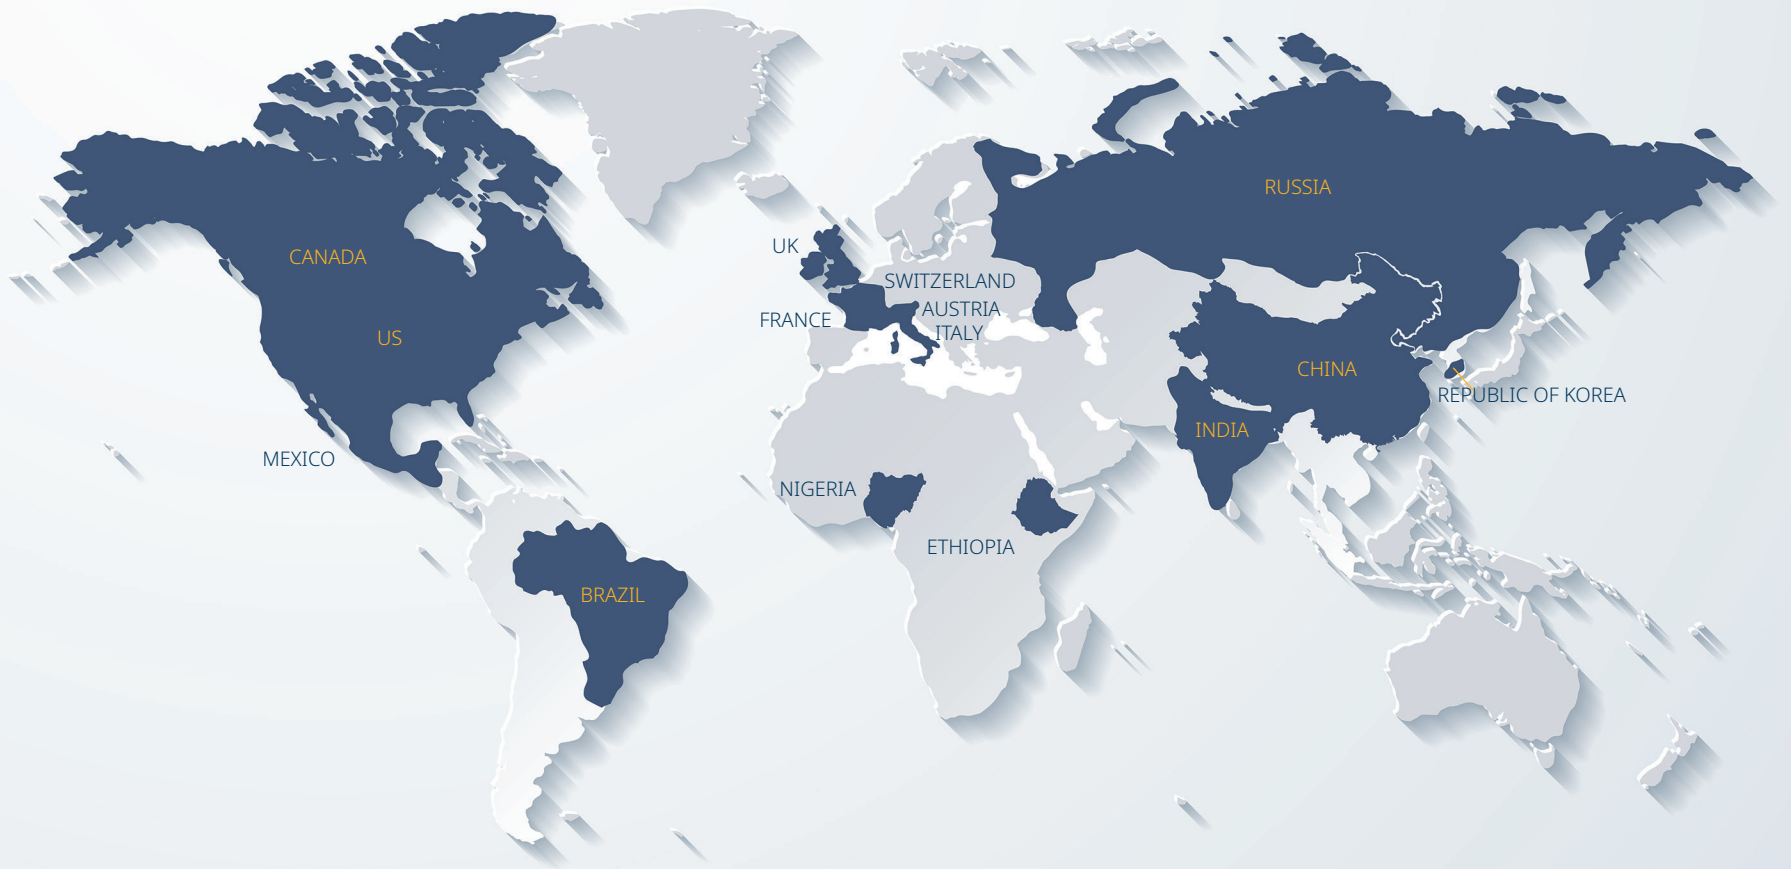 RUSSIA
UK
CANADA
SWITZERLAND
AUSTRIA
FRANCE
ITALY
US
CHINA
REPUBLIC OF KOREA
INDIA
MEXICO
NIGERIA
ETHIOPIA
BRAZIL